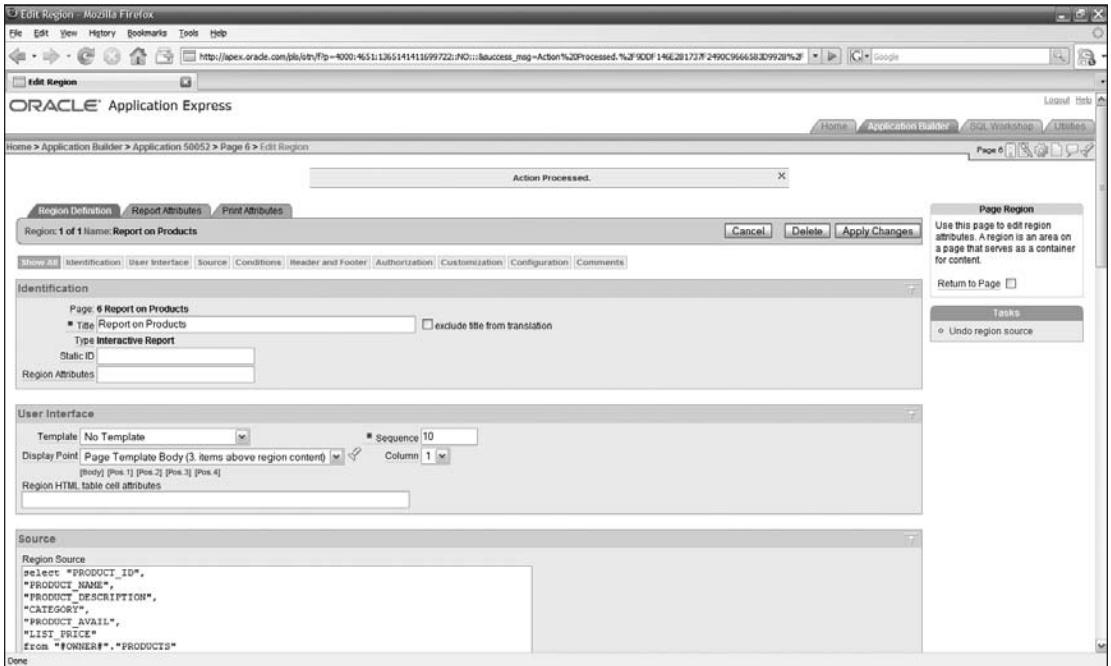 Edit Region - Mozilla Firefox
File Edit View History Bookmarks Tools Help
Google
Edit Region
ORACLE Application Express
Logout Help
Home Application Builder SQL Workshop Utilities
Home > Application Builder > Application 50052 > Page 6 > Edit Region
Page 6
Action Processed.
Region Definition Report Attributes Print Attributes
Region: 1 of 1 Name: Report on Products
Cancel Delete Apply Changes
Show All Identification User Interface Source Conditions Header and Footer Authorization Customization Configuration Comments
Identification
Page: 6 Report on Products
Title Report on Products
exclude title from translation
Type Interactive Report
Static ID
Region Attributes
User Interface
Template No Template
Sequence 10
Display Point Page Template Body (3. items above region content)
Column 1
[Body] [Pos.1] [Pos.2] [Pos.3] [Pos.4]
Region HTML table cell attributes
Source
Region Source
select "PRODUCT_ID",
"PRODUCT_NAME",
"PRODUCT_DESCRIPTION",
"CATEGORY",
"PRODUCT_AVAIL",
"LIST_PRICE"
from "#OWNER#"."PRODUCTS"
Page Region
Use this page to edit region
attributes. A region is an area on
a page that serves as a container
for content.
Return to Page
Tasks
Undo region source
Done